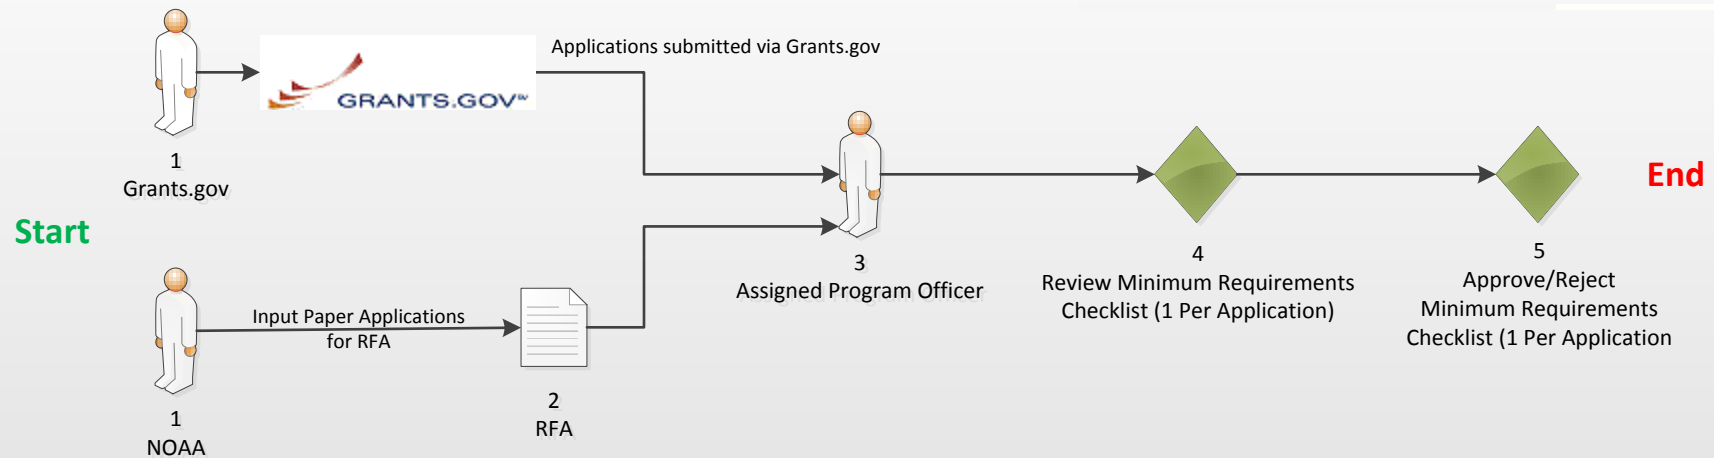 Applications submitted via Grants.gov
GRANTS.GOV℠
1
Grants.gov
Start
End
3
Assigned Program Officer
4
Review Minimum Requirements
Checklist (1 Per Application)
5
Approve/Reject
Minimum Requirements
Checklist (1 Per Application
Input Paper Applications
for RFA
1
NOAA
2
RFA